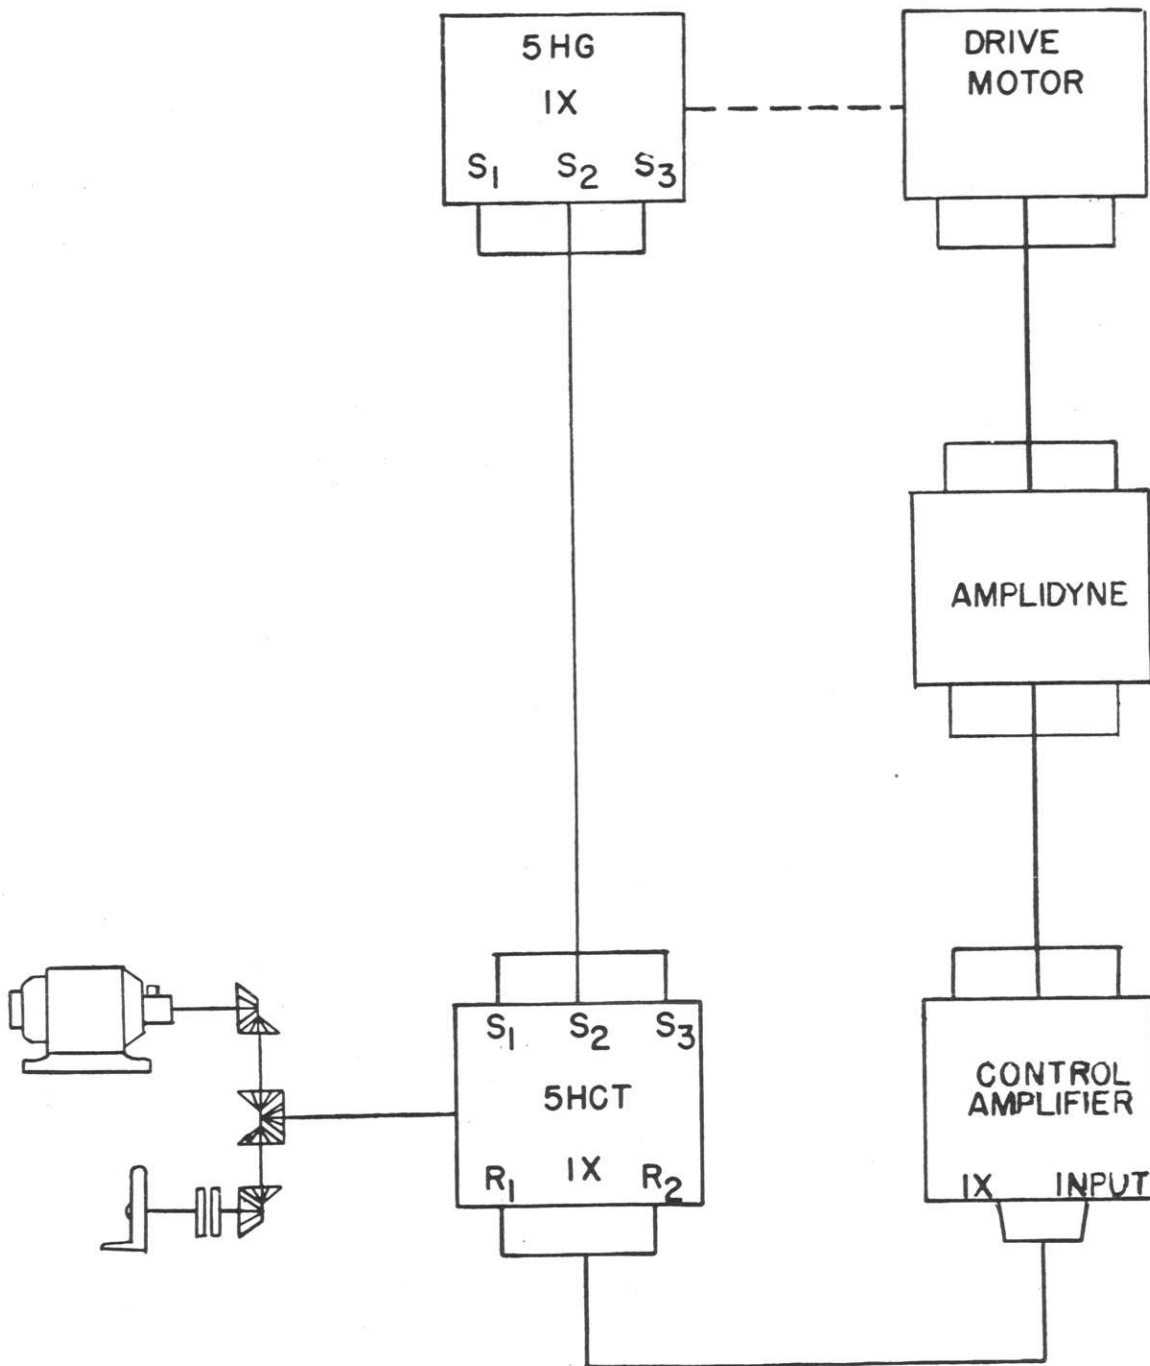 5HG
1X
S1 S2 S3
DRIVE
MOTOR
AMPLIDYNE
S1 S2 S3
5HCT
1X
R1 R2
CONTROL
AMPLIFIER
1X INPUT